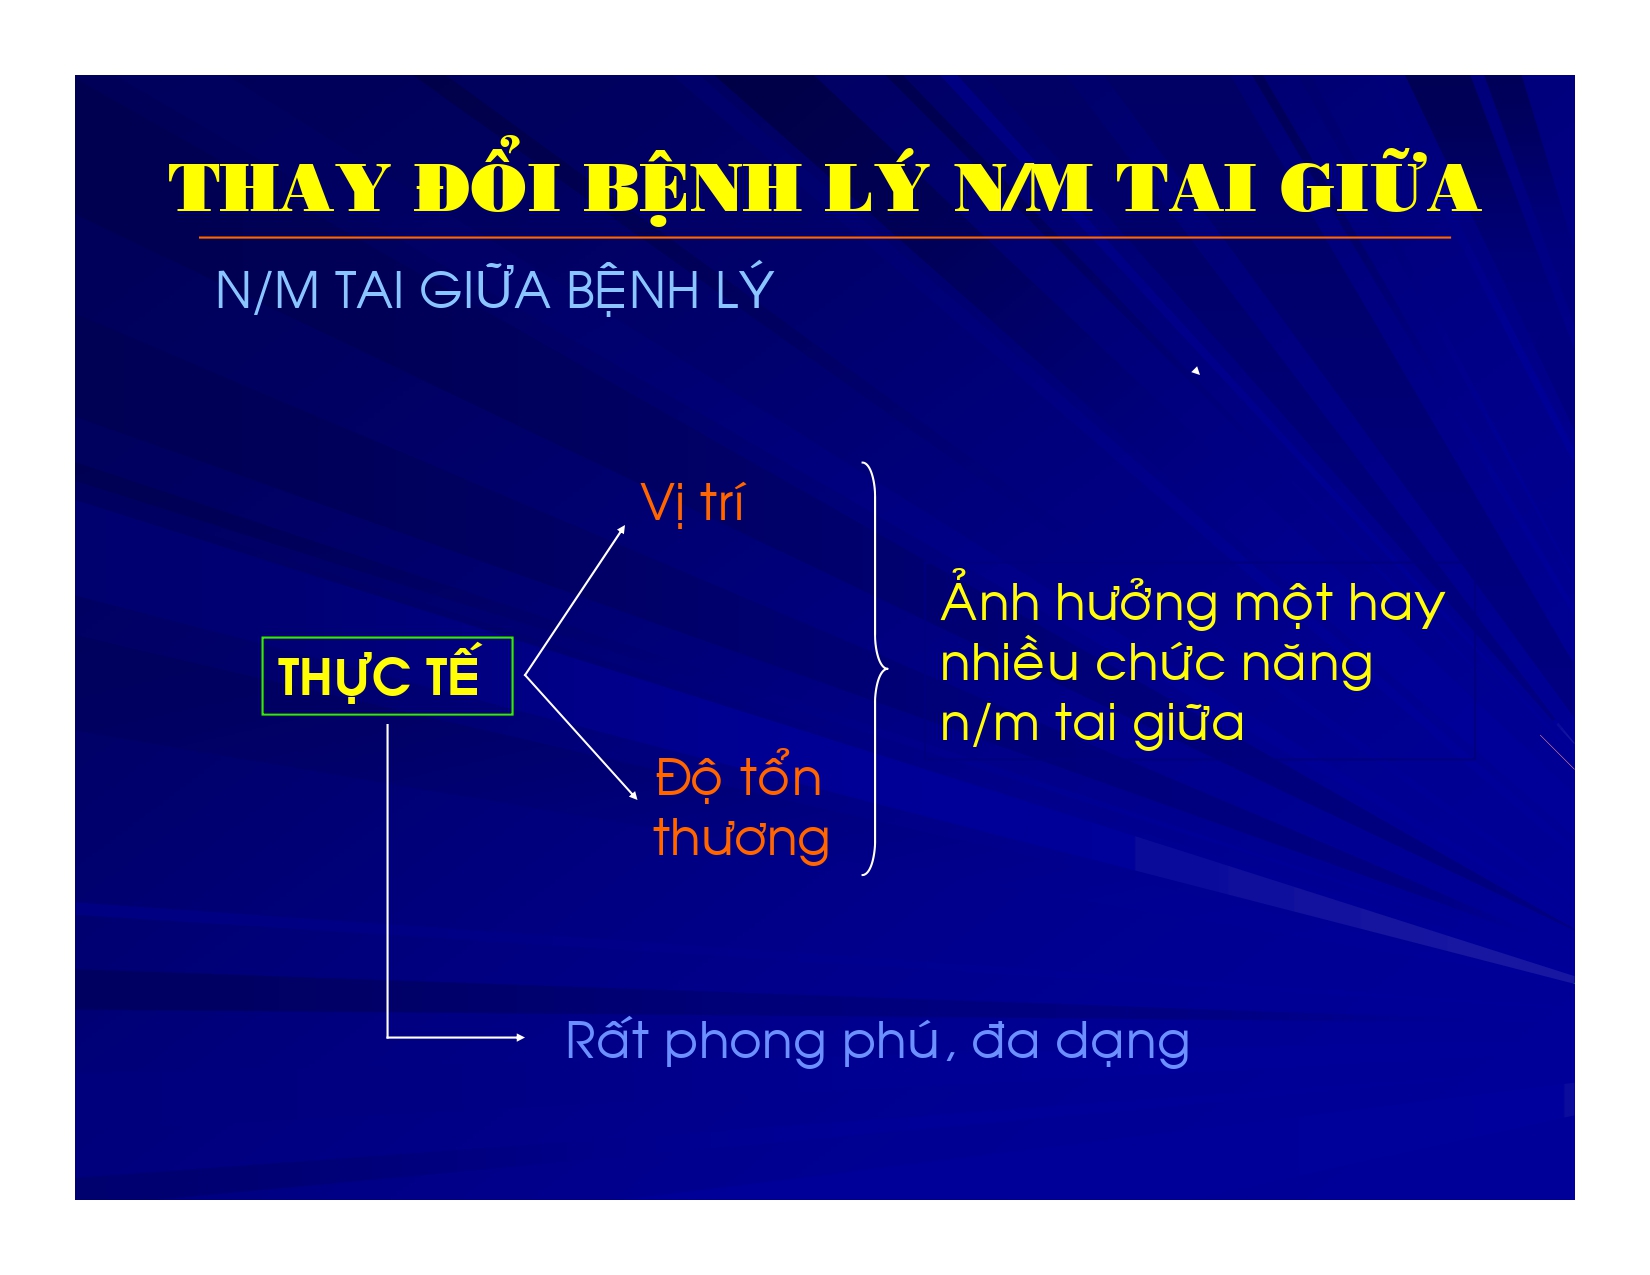 THAY ĐỔI BỆNH LÝ N/M TAI GIỮA
N/M TAI GIỮA BỆNH LÝ
Vị trí
Ảnh hưởng một hay
nhiều chức năng
n/m tai giữa
THỰC TẾ
Độ tổn
thương
Rất phong phú, đa dạng